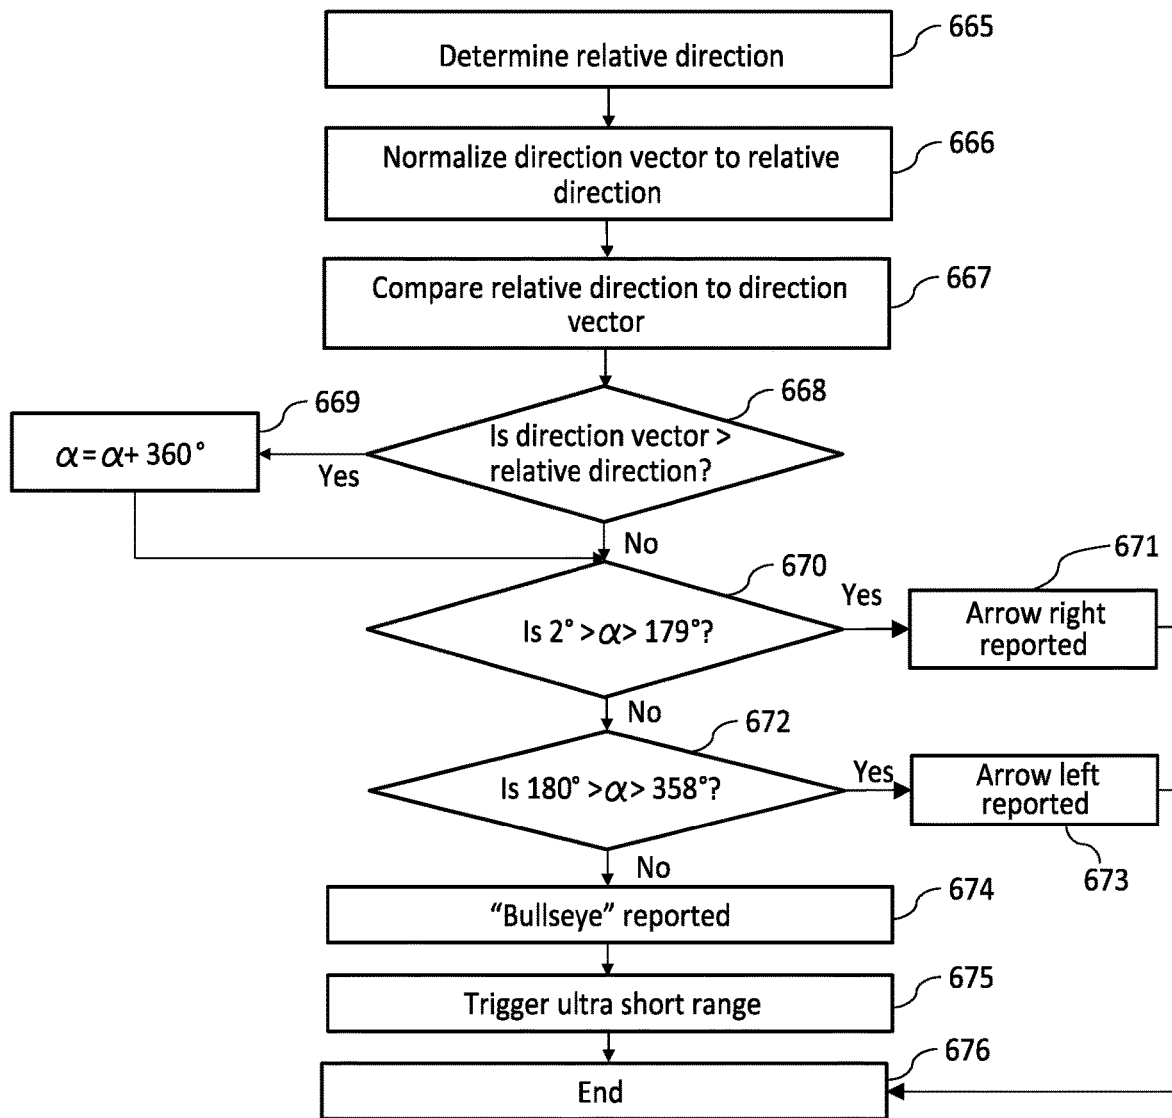 Determine relative direction
665
Normalize direction vector to relative
direction
666
Compare relative direction to direction
vector
667
Is direction vector >
relative direction?
668
Yes
669
α = α + 360°
No
Is 2° > α > 179°?
670
Yes
Arrow right
reported
671
No
Is 180° > α > 358°?
672
Yes
Arrow left
reported
673
No
"Bullseye" reported
674
Trigger ultra short range
675
End
676